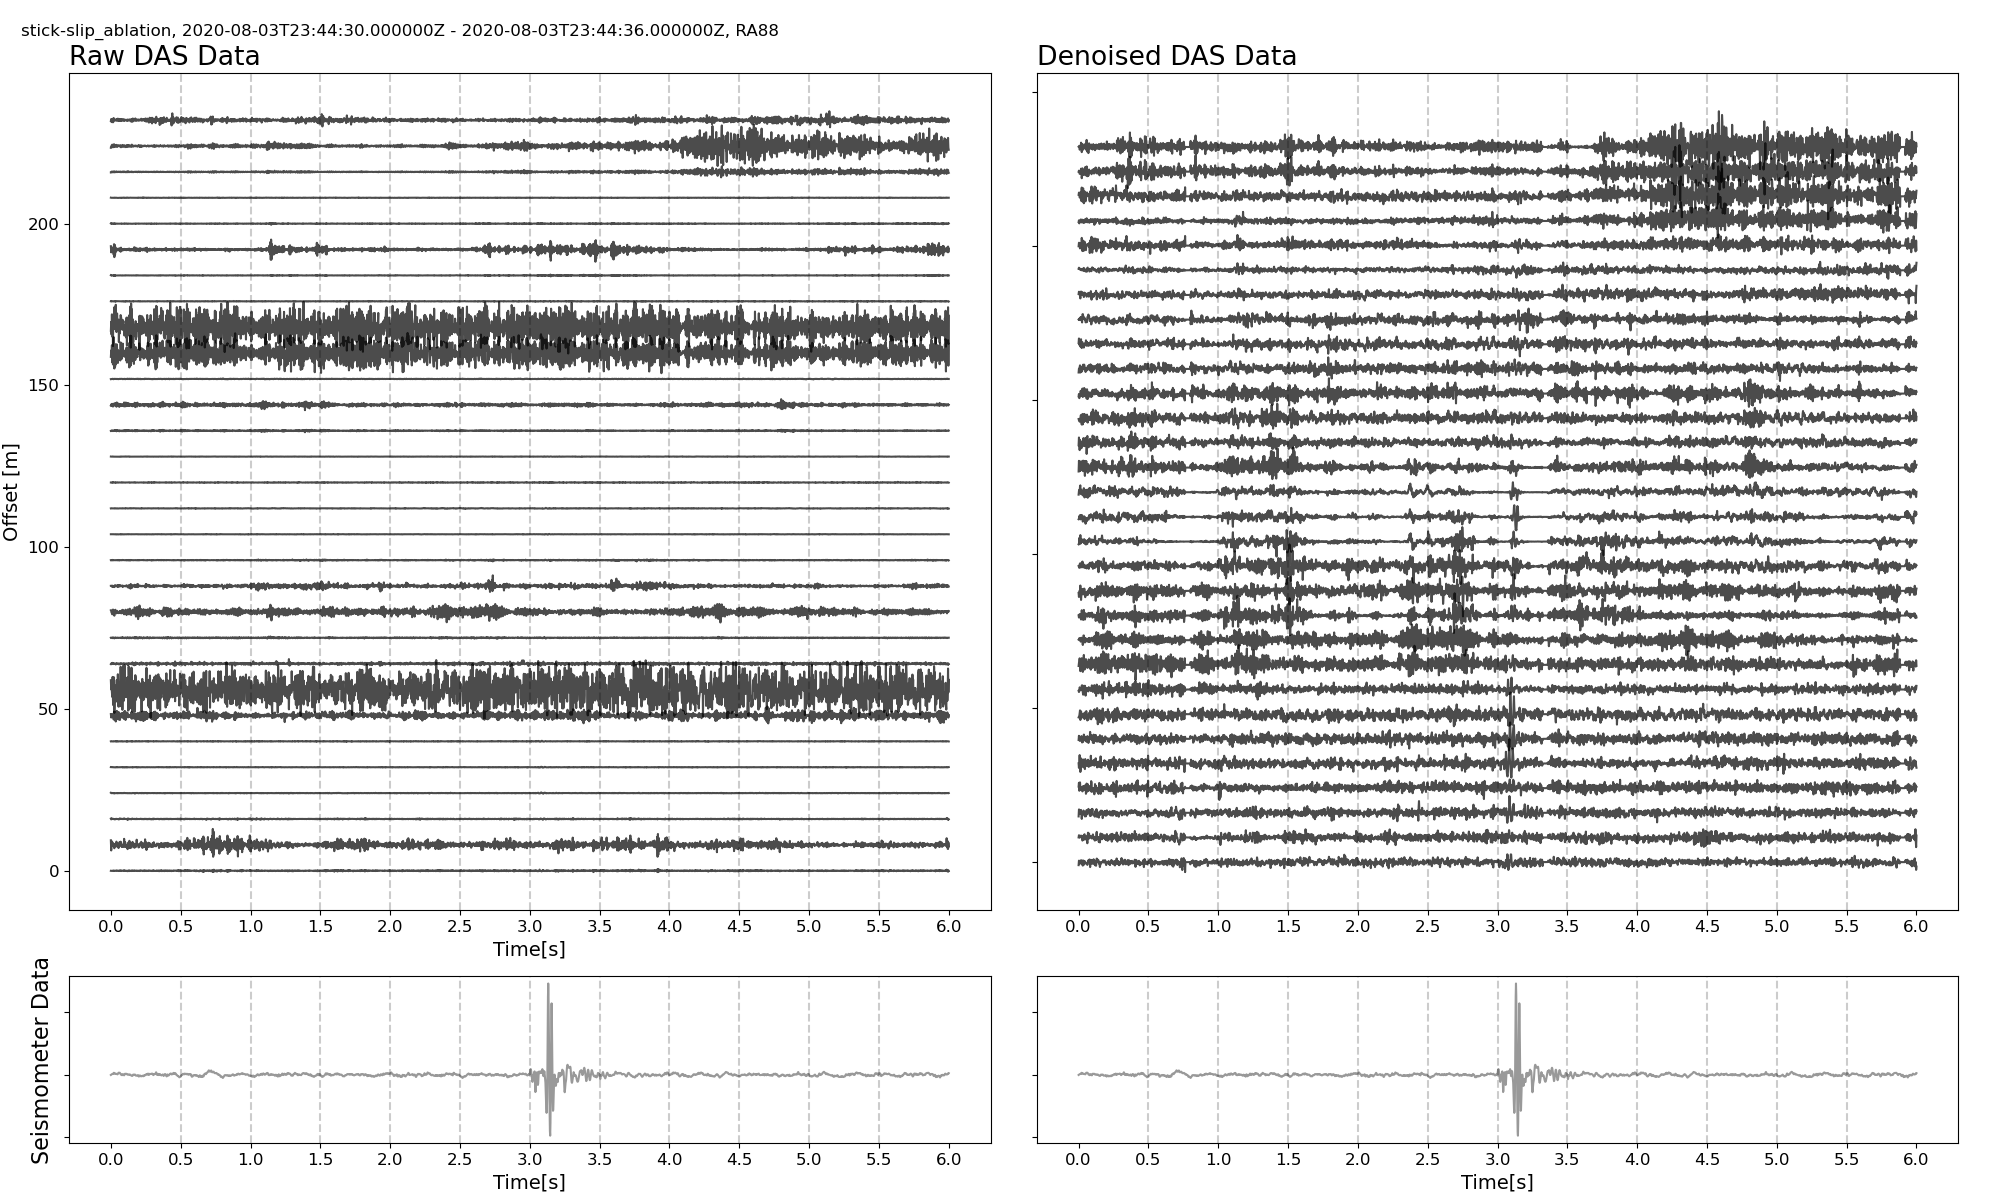 stick-slip_ablation, 2020-08-03T23:44:30.000000Z - 2020-08-03T23:44:36.000000Z, RA88
Raw DAS Data
Denoised DAS Data
Offset [m]
200
150
100
50
0
0.0 0.5 1.0 1.5 2.0 2.5 3.0 3.5 4.0 4.5 5.0 5.5 6.0
0.0 0.5 1.0 1.5 2.0 2.5 3.0 3.5 4.0 4.5 5.0 5.5 6.0
Time[s]
Seismometer Data
0.0 0.5 1.0 1.5 2.0 2.5 3.0 3.5 4.0 4.5 5.0 5.5 6.0
Time[s]
0.0 0.5 1.0 1.5 2.0 2.5 3.0 3.5 4.0 4.5 5.0 5.5 6.0
Time[s]